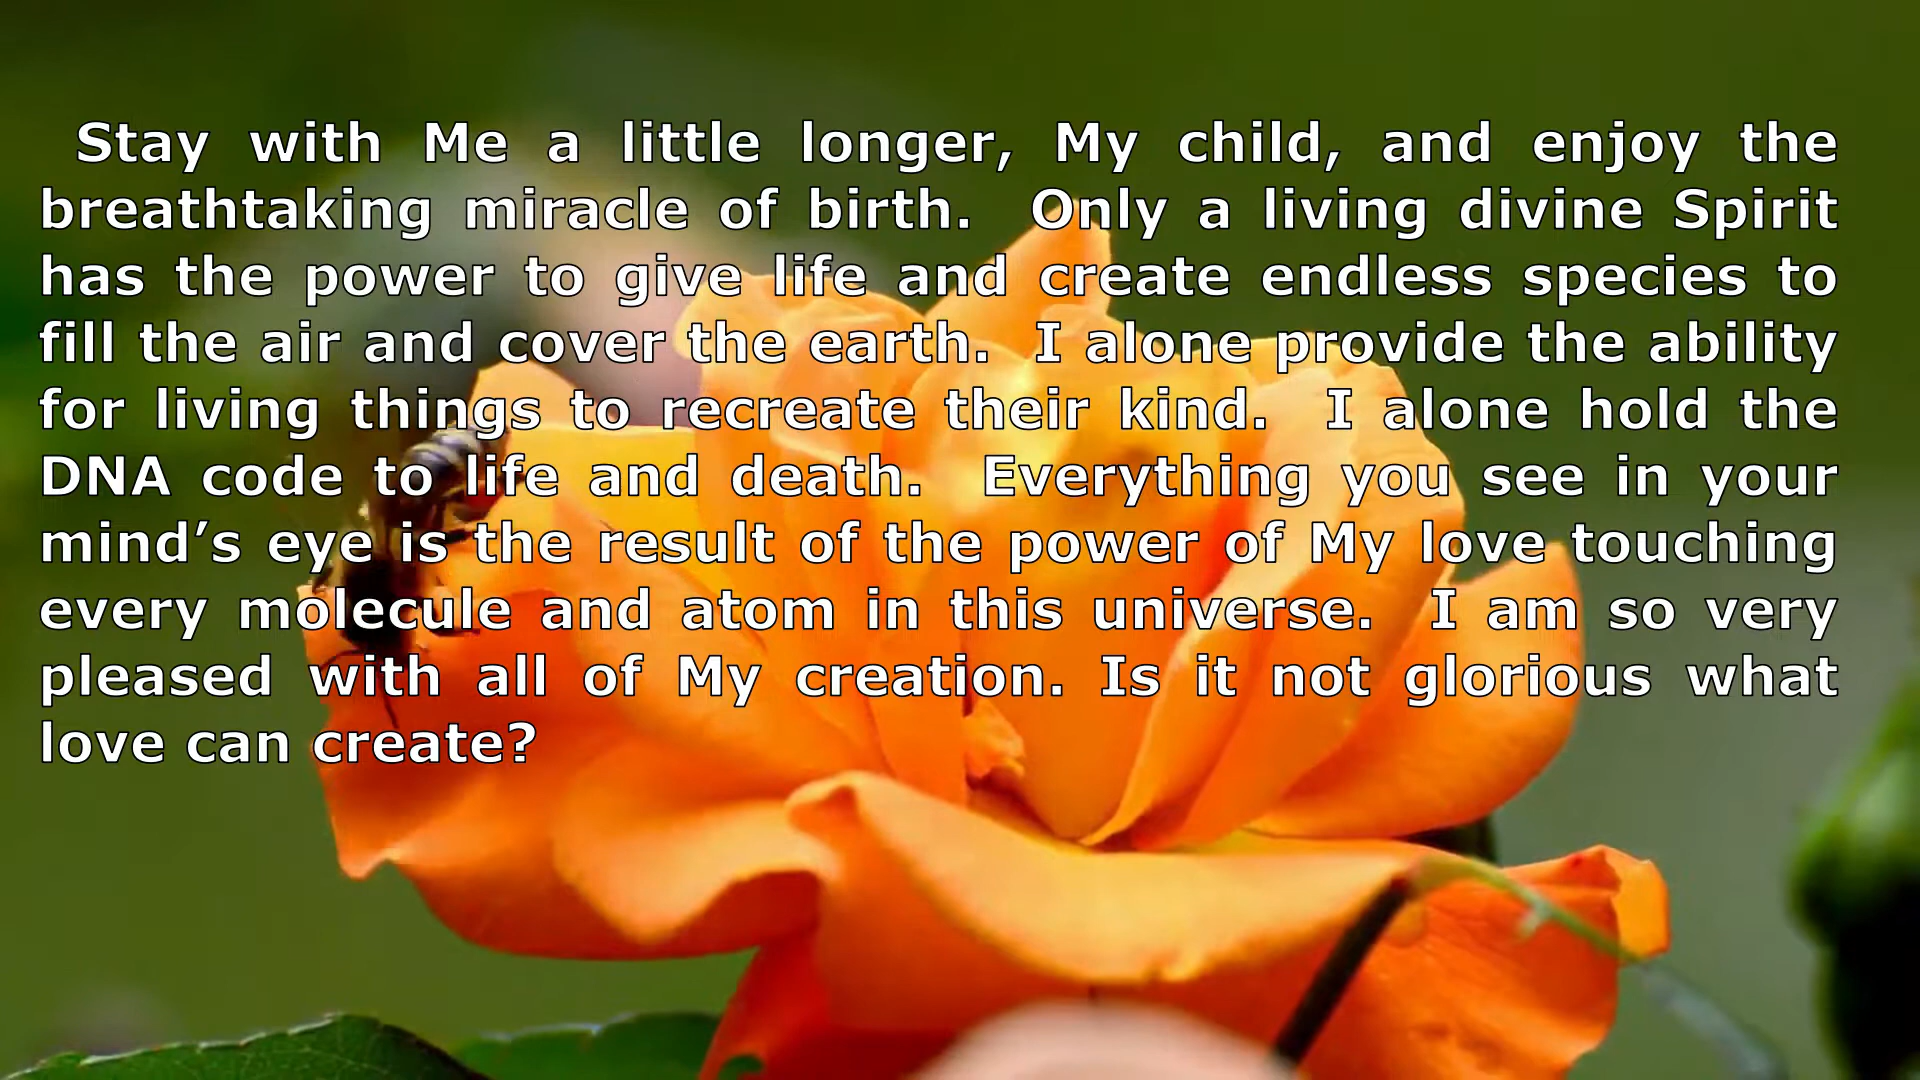 Stay with Me a little longer, My child, and enjoy the
breathtaking miracle of birth. Only a living divine Spirit
has the power to give life and create endless species to
fill the air and cover the earth. I alone provide the ability
for living things to recreate their kind. I alone hold the
DNA code to life and death. Everything you see in your
mind’s eye is the result of the power of My love touching
every molecule and atom in this universe. I am so very
pleased with all of My creation. Is it not glorious what
love can create?